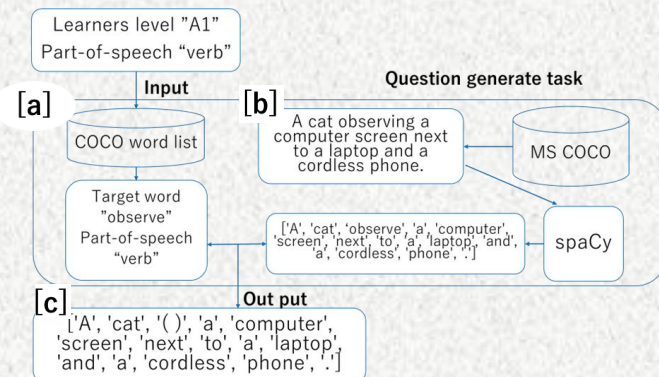 Learners level ”A1”
Part-of-speech “verb”
Input
Question generate task
[a]
[b]
COCO word list
A cat observing a
computer screen next
to a laptop and a
cordless phone.
MS COCO
Target word
”observe”
Part-of-speech
“verb”
['A', 'cat', ‘observe’, 'a', 'computer',
'screen', 'next', 'to', 'a', 'laptop', 'and',
'a', 'cordless', 'phone', '.']
spaCy
[c]
Out put
['A', 'cat', '( )', 'a', 'computer',
'screen', 'next', 'to', 'a', 'laptop',
'and', 'a', 'cordless', 'phone', '.']